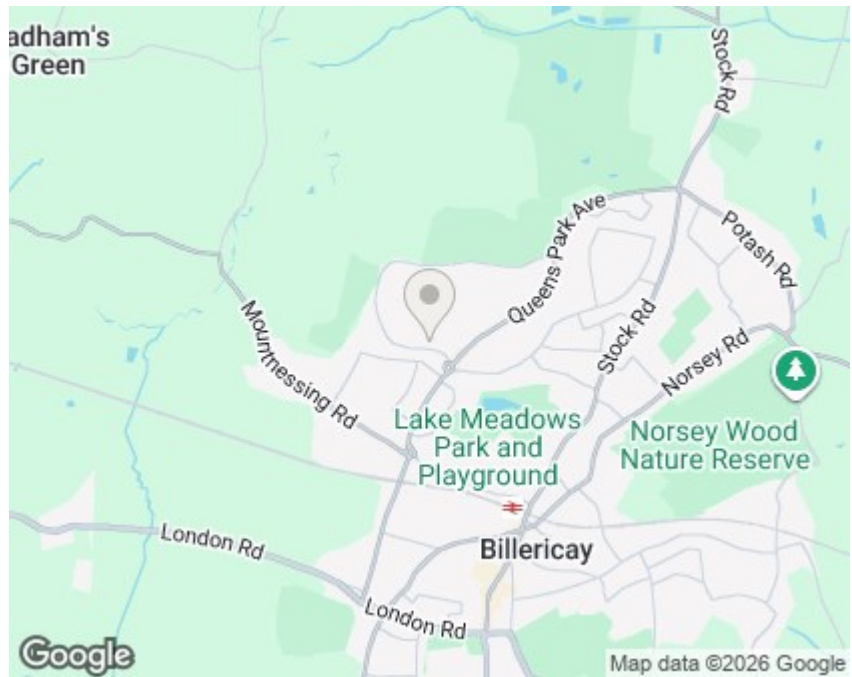 adham's
Green
Stock Rd
Queens Park Ave
Potash Rd
Mountnessing Rd
Stock Rd
Norsey Rd
Lake Meadows
Park and
Playground
Norsey Wood
Nature Reserve
London Rd
Billericay
London Rd
Google
Map data ©2026 Google